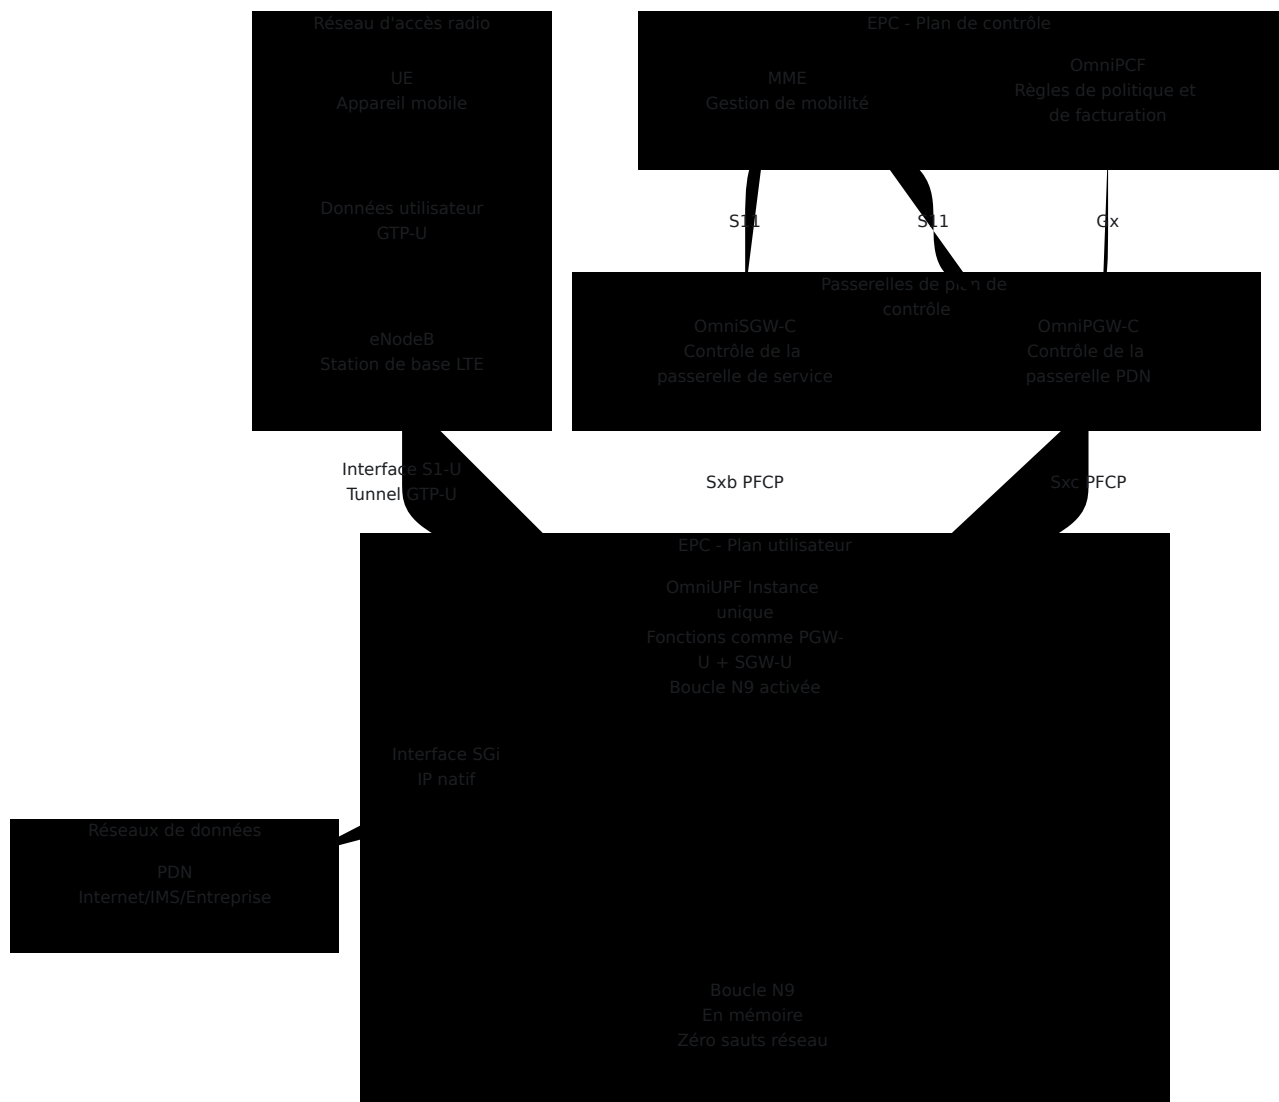 Réseau d'accès radio
UE
Appareil mobile
Données utilisateur
GTP-U
eNodeB
Station de base LTE
EPC - Plan de contrôle
MME
Gestion de mobilité
OmniPCF
Règles de politique et
de facturation
S11
S11
Gx
Passerelles de plan de
contrôle
OmniSGW-C
Contrôle de la
passerelle de service
OmniPGW-C
Contrôle de la
passerelle PDN
Interface S1-U
Tunnel GTP-U
Sxb PFCP
Sxc PFCP
EPC - Plan utilisateur
OmniUPF Instance
unique
Fonctions comme PGW-
U + SGW-U
Boucle N9 activée
Interface SGi
IP natif
Réseaux de données
PDN
Internet/IMS/Entreprise
Boucle N9
En mémoire
Zéro sauts réseau